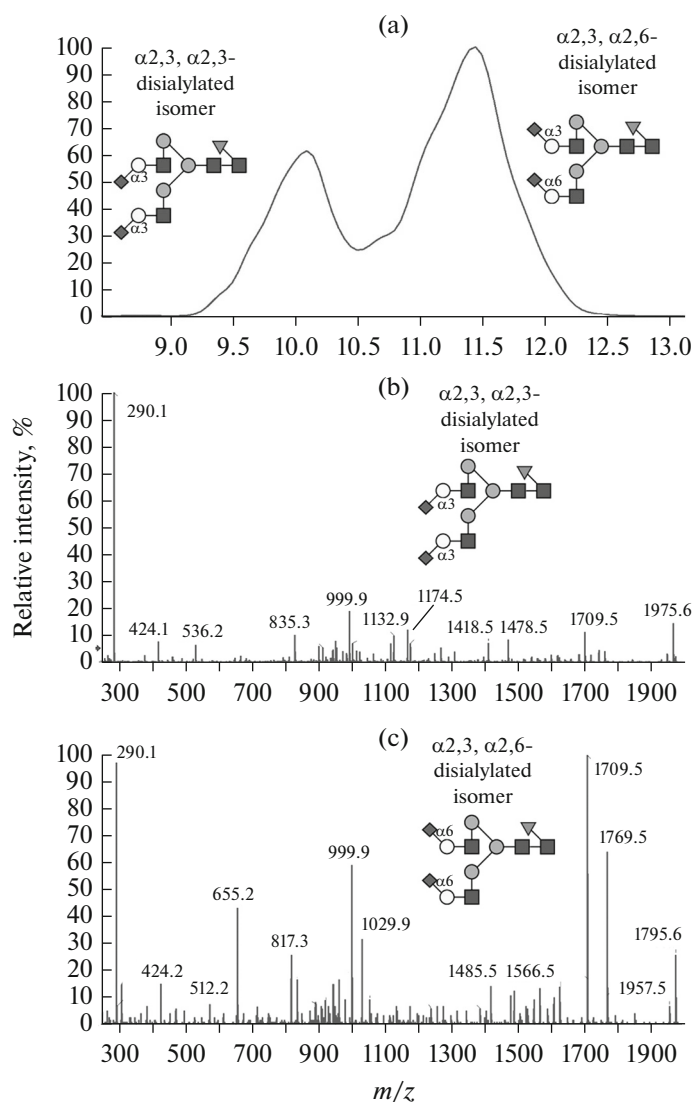 (a)
100
90
80
70
60
50
40
30
20
10
0
α2,3, α2,3-
disialylated
isomer
α3
α3
α2,3, α2,6-
disialylated
isomer
α3
α6
9.0 9.5 10.0 10.5 11.0 11.5 12.0 12.5 13.0
Relative intensity, %
(b)
100
90
80
70
60
50
40
30
20
10
0
α2,3, α2,3-
disialylated
isomer
α3
α3
290.1
424.1
536.2
835.3
999.9
1132.9
1174.5
1418.5
1478.5
1709.5
1975.6
300 500 700 900 1100 1300 1500 1700 1900
(c)
100
90
80
70
60
50
40
30
20
10
0
α2,3, α2,6-
disialylated
isomer
α6
α6
290.1
424.2
512.2
655.2
817.3
999.9
1029.9
1485.5
1566.5
1709.5
1769.5
1795.6
1957.5
300 500 700 900 1100 1300 1500 1700 1900
m/z